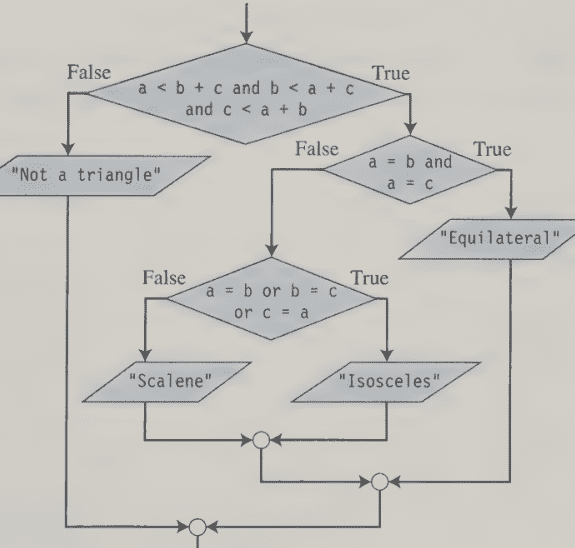 False
True
a < b + c and b < a + c
and c < a + b
"Not a triangle"
False
True
a = b and
a = c
"Equilateral"
False
True
a = b or b = c
or c = a
"Scalene"
"Isosceles"